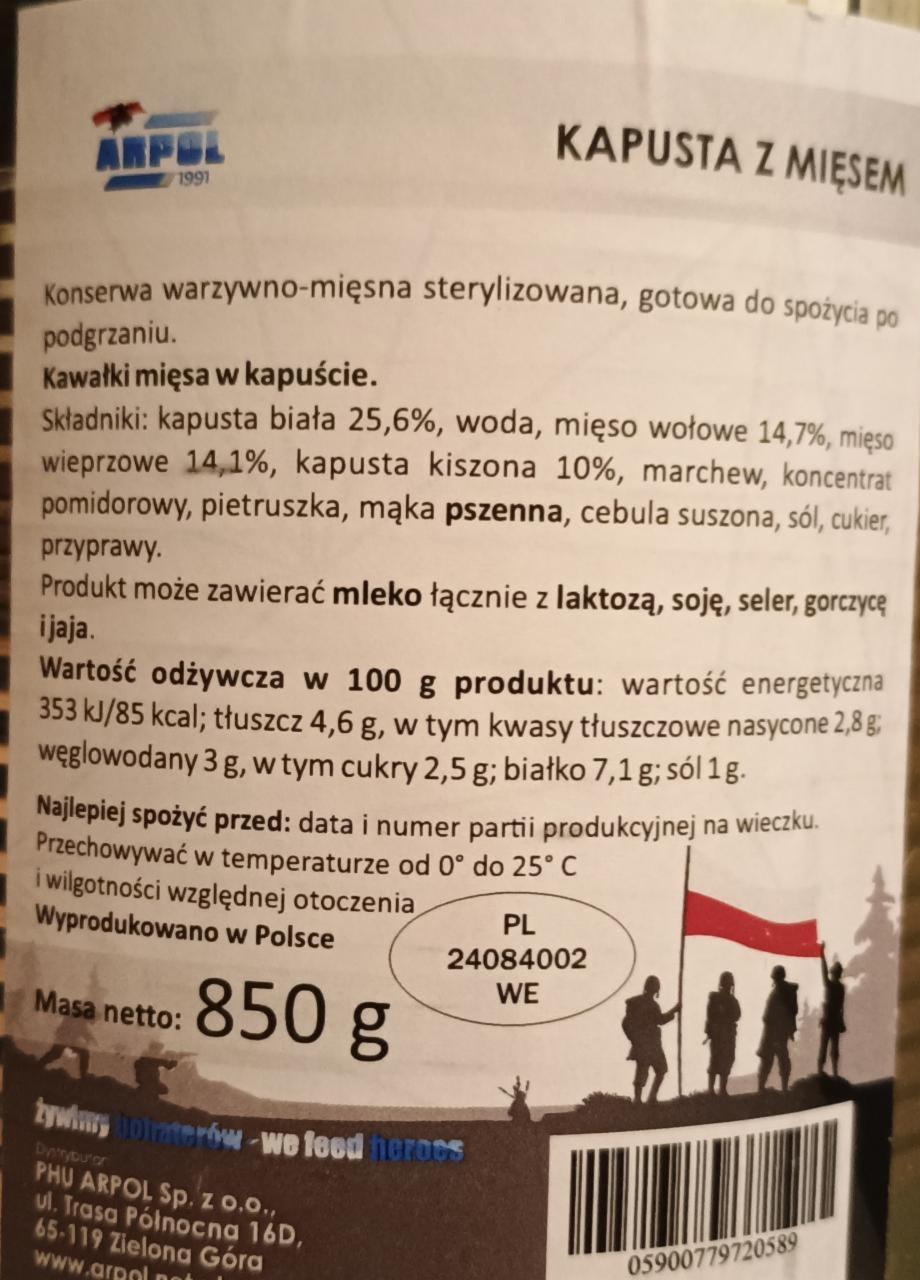 ARPOL
1991
KAPUSTA Z MIĘSEM
Konserwa warzywno-mięsna sterylizowana, gotowa do spożycia po
podgrzaniu.
Kawałki mięsa w kapuście.
Składniki: kapusta biała 25,6%, woda, mięso wołowe 14,7%, mięso
wieprzowe 14,1%, kapusta kiszona 10%, marchew, koncentrat
pomidorowy, pietruszka, mąka pszenna, cebula suszona, sól, cukier,
przyprawy.
Produkt może zawierać mleko łącznie z laktozą, soję, seler, gorczycę
i jaja.
Wartość odżywcza w 100 g produktu: wartość energetyczna
353 kJ/85 kcal; tłuszcz 4,6 g, w tym kwasy tłuszczowe nasycone 2,8 g;
węglowodany 3 g, w tym cukry 2,5 g; białko 7,1 g; sól 1 g.
Najlepiej spożyć przed: data i numer partii produkcyjnej na wieczku.
Przechowywać w temperaturze od 0° do 25° C
i wilgotności względnej otoczenia
Wyprodukowano w Polsce
PL
24084002
WE
Masa netto: 850 g
żywimy bohaterów - we feed heroes
Dystrybutor
PHU ARPOL Sp. z o.o.,
ul. Trasa Północna 16D,
65-119 Zielona Góra
05900779720589